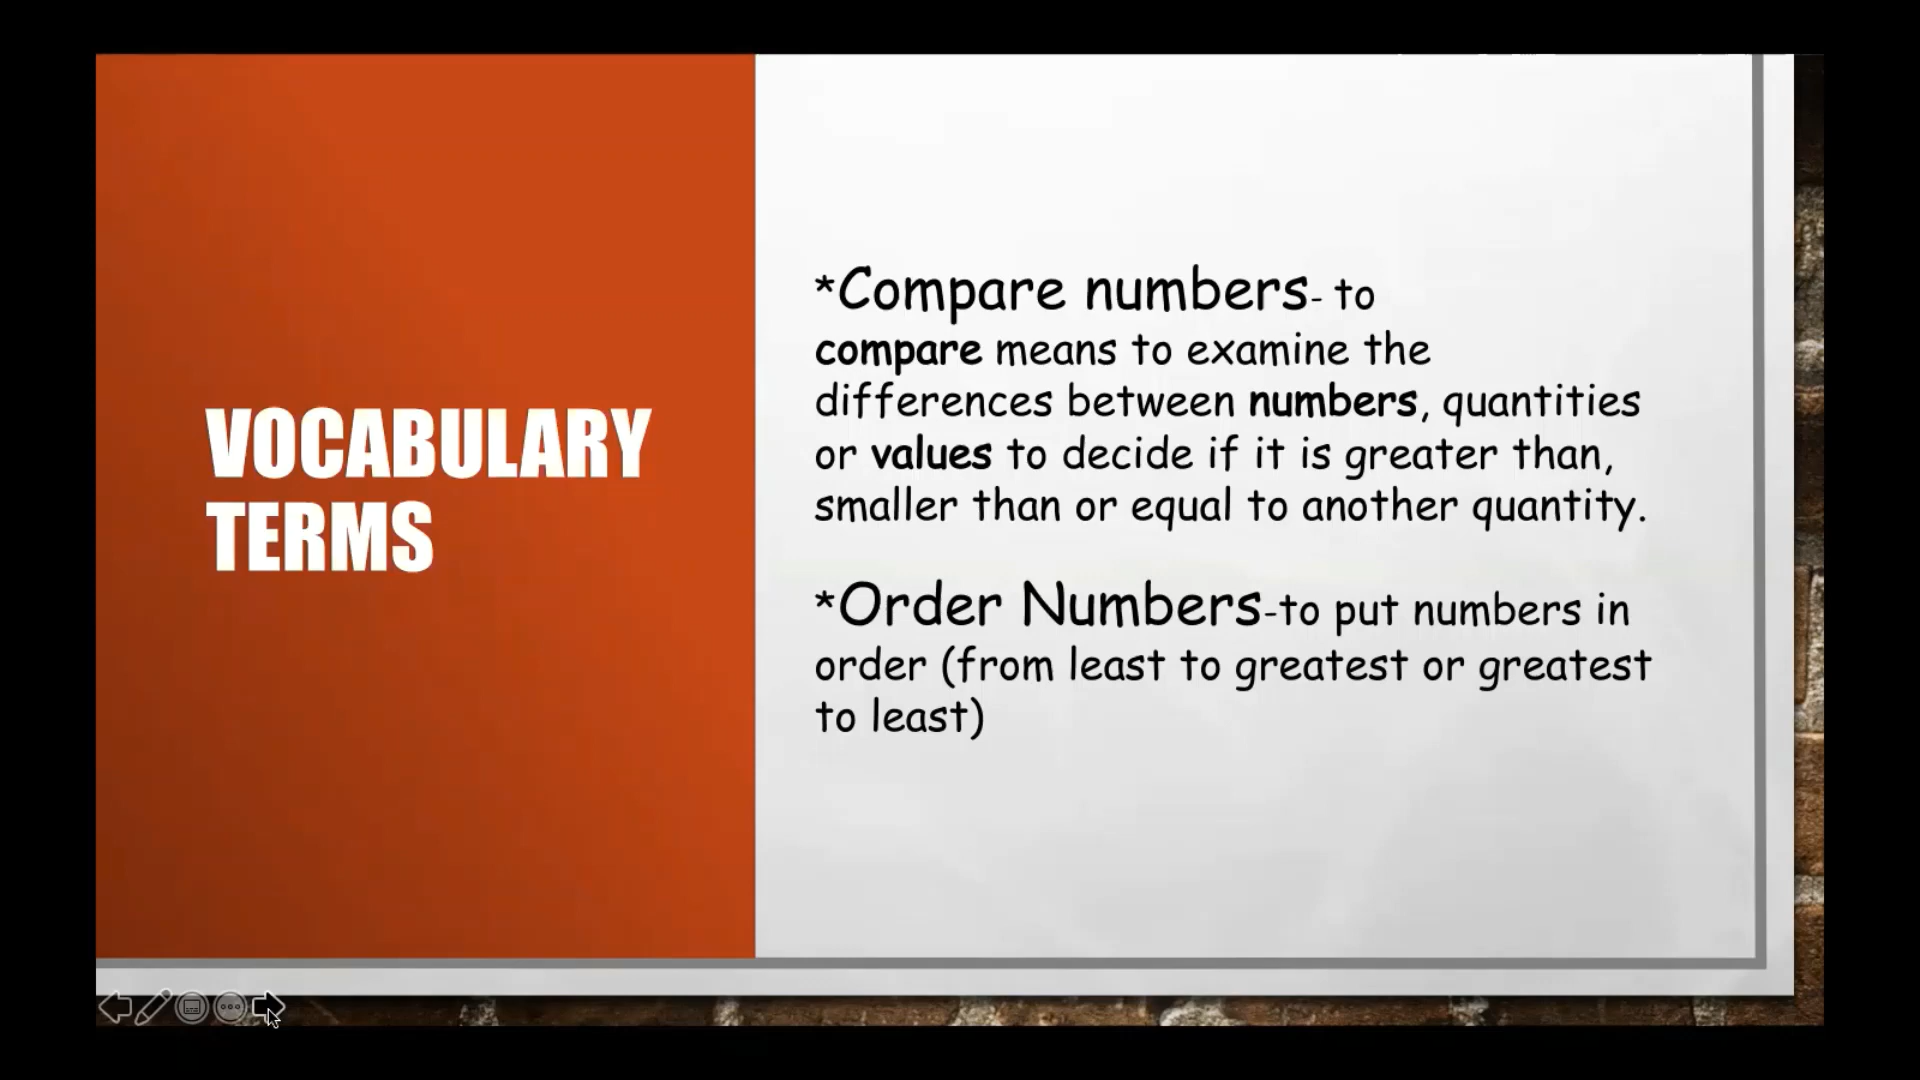 VOCABULARY
TERMS
*Compare numbers- to
compare means to examine the
differences between numbers, quantities
or values to decide if it is greater than,
smaller than or equal to another quantity.
*Order Numbers-to put numbers in
order (from least to greatest or greatest
to least)